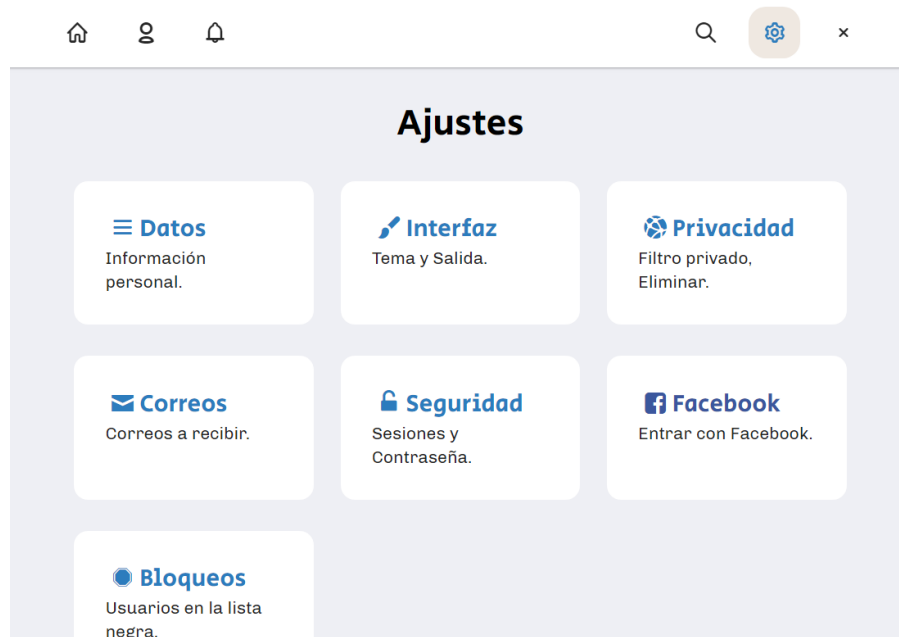 Ajustes
Datos
Información
personal.
Interfaz
Tema y Salida.
Privacidad
Filtro privado,
Eliminar.
Correos
Correos a recibir.
Seguridad
Sesiones y
Contraseña.
Facebook
Entrar con Facebook.
Bloqueos
Usuarios en la lista
negra.